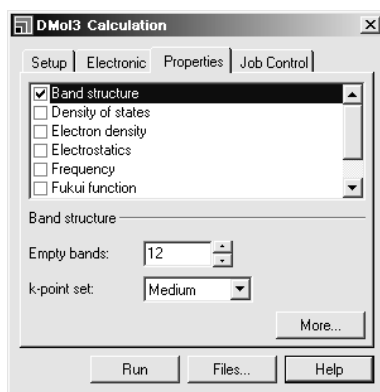 DMol3 Calculation
Setup Electronic Properties Job Control
Band structure
Density of states
Electron density
Electrostatics
Frequency
Fukui function
Band structure
Empty bands: 12
k-point set: Medium
More...
Run Files... Help